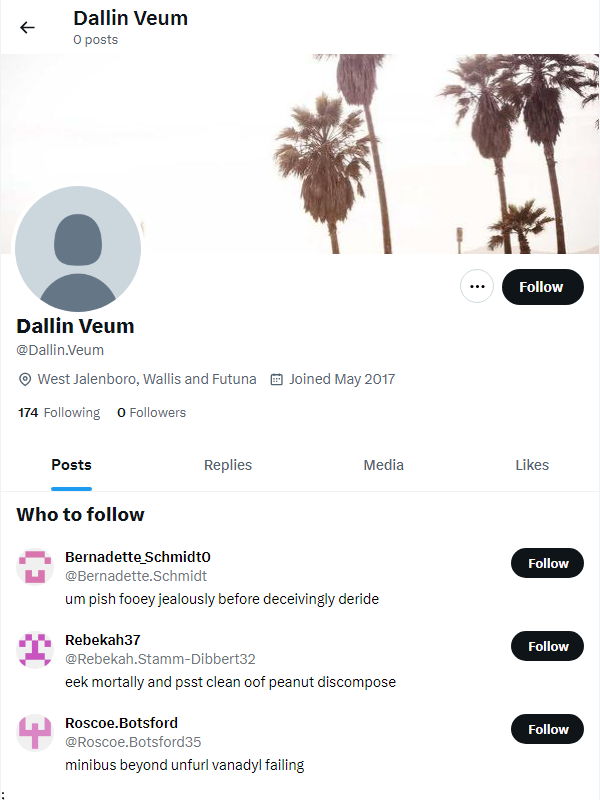 Dallin Veum
0 posts
Follow
Dallin Veum
@Dallin.Veum
West Jalenboro, Wallis and Futuna Joined May 2017
174 Following 0 Followers
Posts Replies Media Likes
Who to follow
Bernadette_Schmidt0
@Bernadette.Schmidt
Follow
um pish fooey jealously before deceivingly deride
Rebekah37
@Rebekah.Stamm-Dibbert32
Follow
eek mortally and psst clean oof peanut discompose
Roscoe.Botsford
@Roscoe.Botsford35
Follow
minibus beyond unfurl vanadyl failing
;